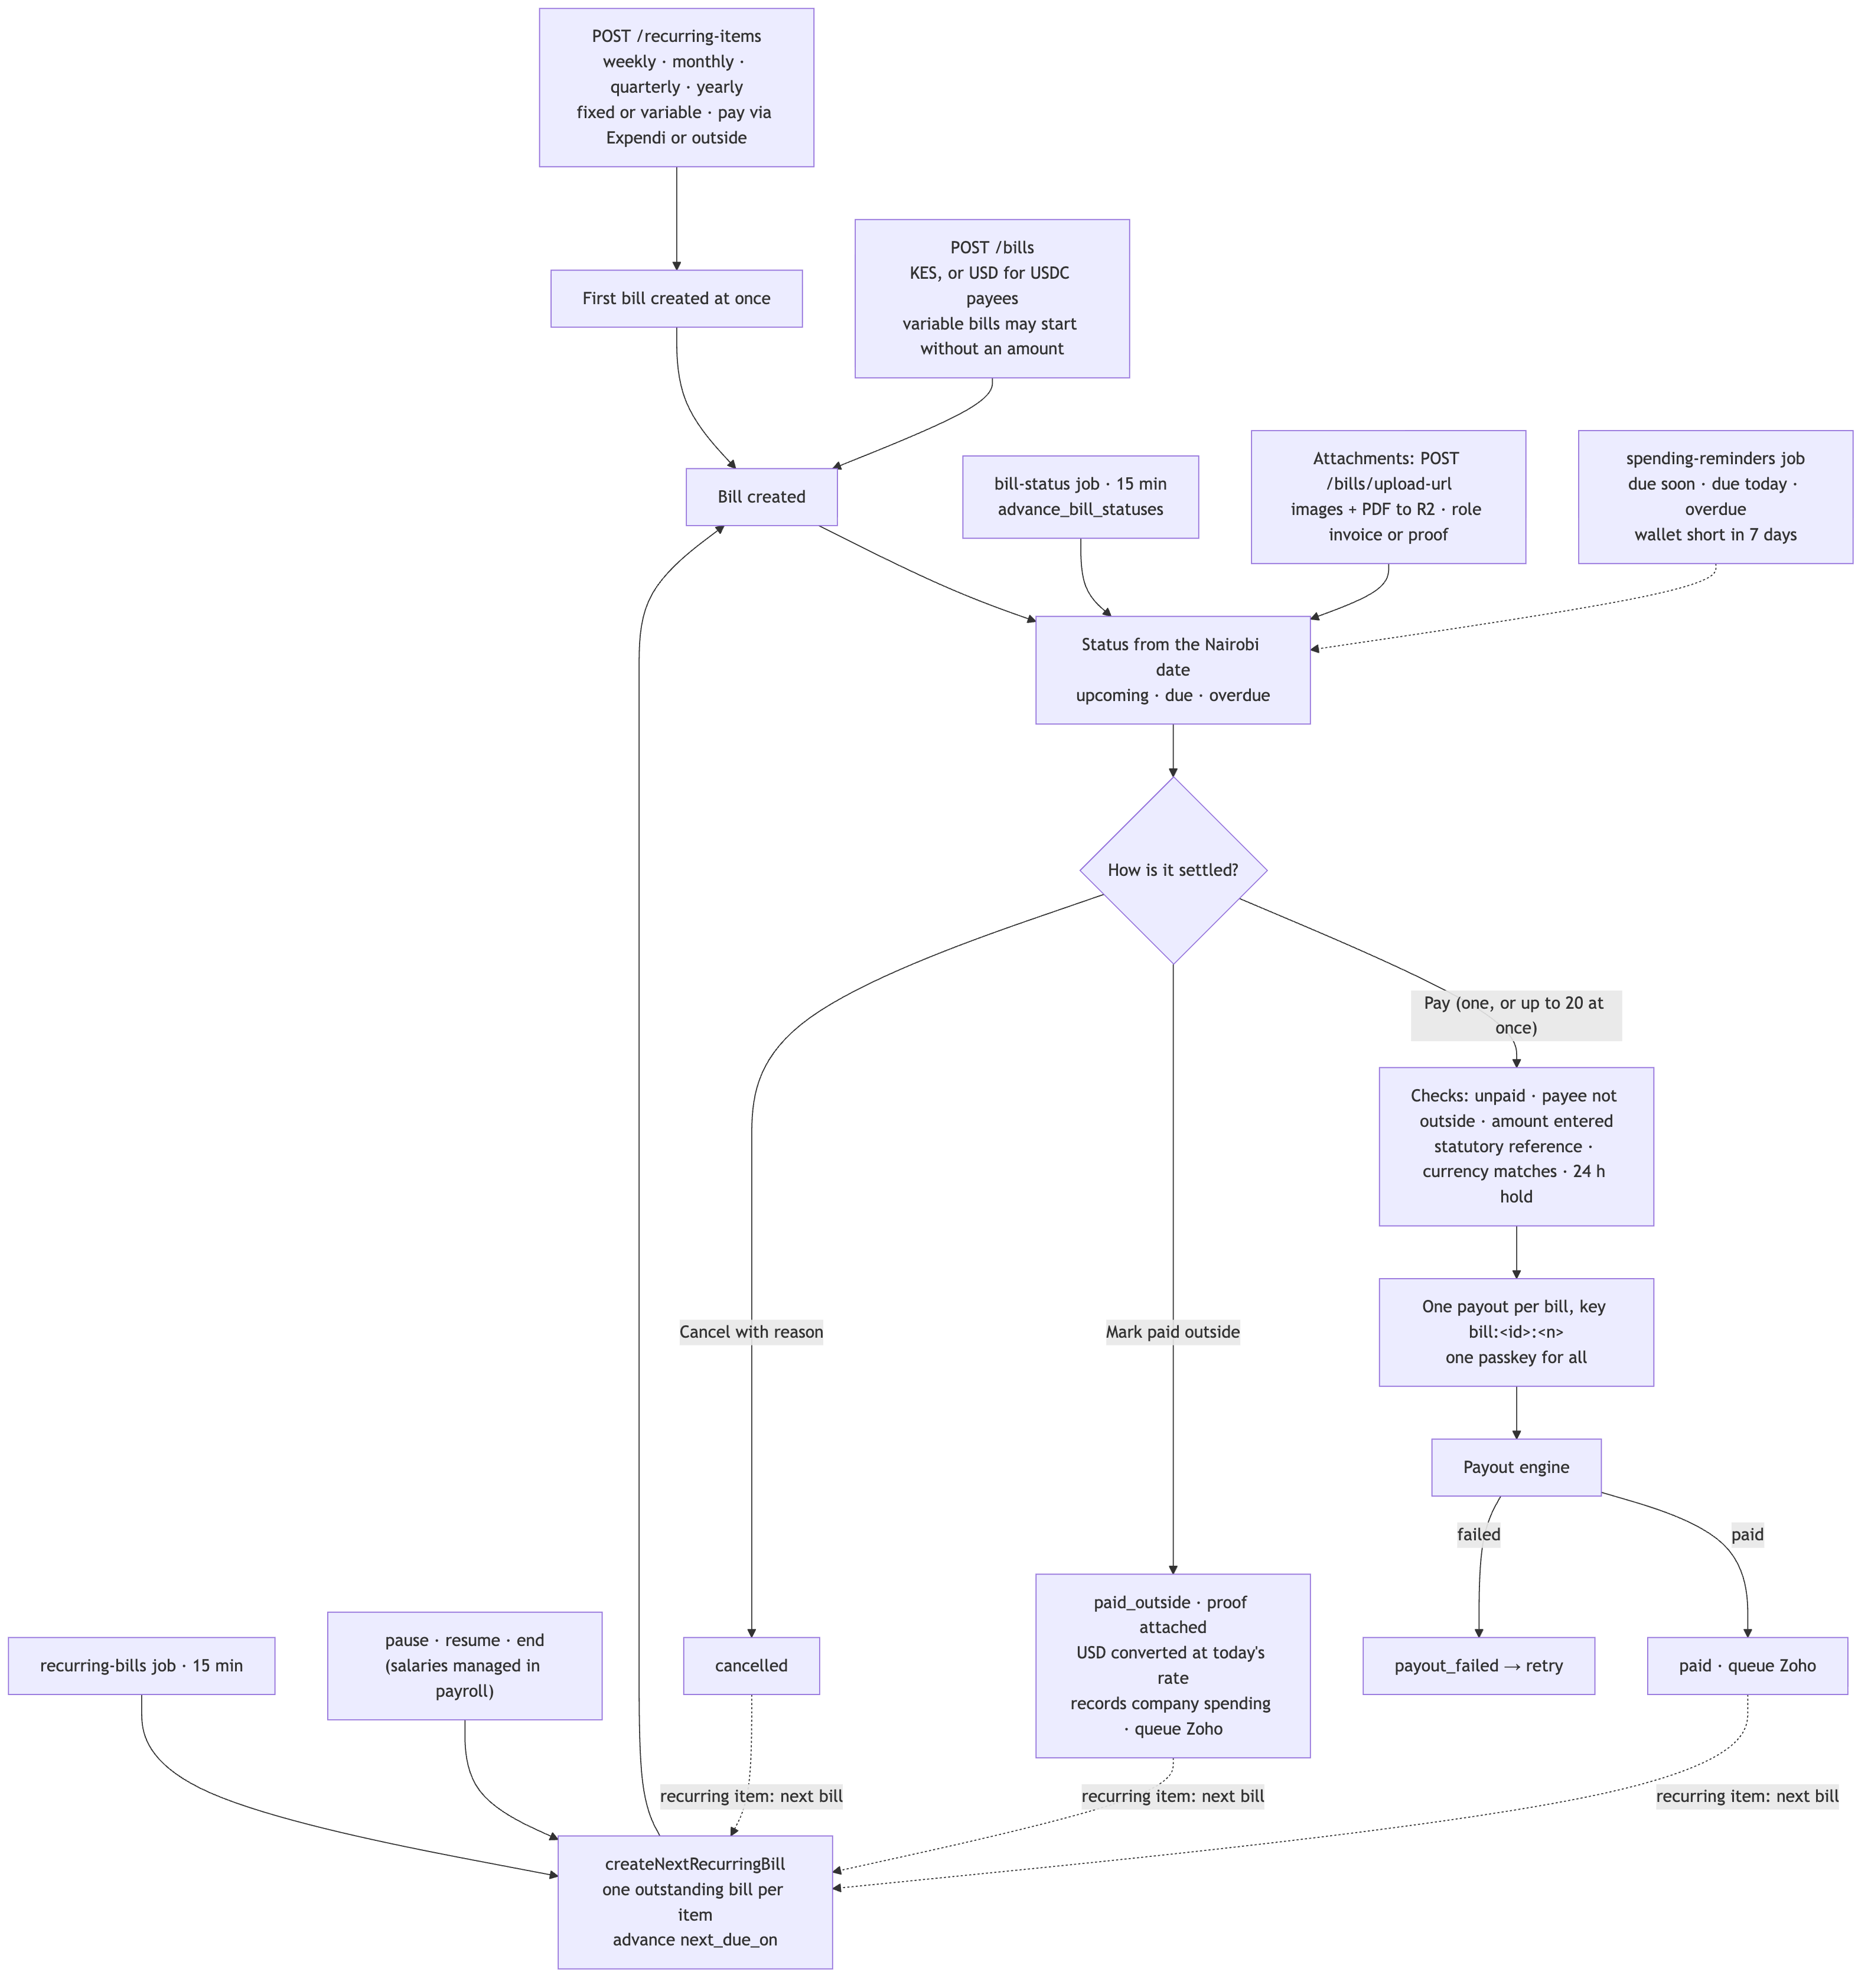 POST /recurring-items
weekly · monthly ·
quarterly · yearly
fixed or variable · pay via
Expendi or outside
First bill created at once
POST /bills
KES, or USD for USDC
payees
variable bills may start
without an amount
Bill created
bill-status job · 15 min
advance_bill_statuses
Attachments: POST
/bills/upload-url
images + PDF to R2 · role
invoice or proof
spending-reminders job
due soon · due today ·
overdue
wallet short in 7 days
Status from the Nairobi
date
upcoming · due · overdue
How is it settled?
Pay (one, or up to 20 at
once)
Checks: unpaid · payee not
outside · amount entered
statutory reference ·
currency matches · 24 h
hold
One payout per bill, key
bill:<id>:<n>
one passkey for all
Cancel with reason
Mark paid outside
Payout engine
failed
paid
recurring-bills job · 15 min
pause · resume · end
(salaries managed in
payroll)
cancelled
paid_outside · proof
attached
USD converted at today's
rate
records company spending
· queue Zoho
payout_failed → retry
paid · queue Zoho
recurring item: next bill
recurring item: next bill
recurring item: next bill
createNextRecurringBill
one outstanding bill per
item
advance next_due_on